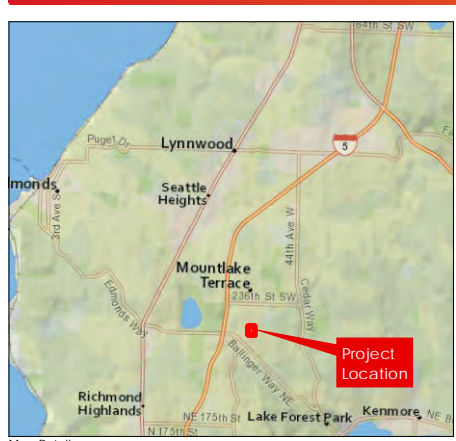 164th St SW
Puget Dr
Lynnwood
5
monds
3rd Ave S
Seattle
Heights
44th Ave W
Mountlake
Terrace
236th St SW
Cedar Way
Edmonds Way
Ballinger Way NE
Project
Location
Richmond
Highlands
NE 175th St
Lake Forest Park
Kenmore
NE B
N 175th St